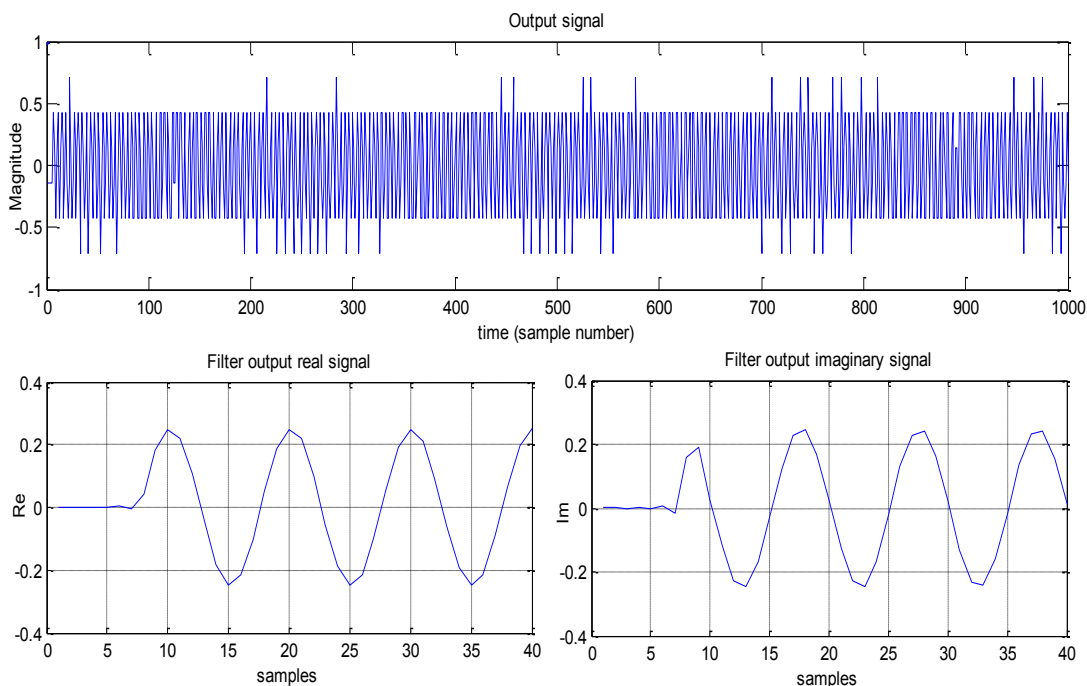 Output signal
1
0.5
0
-0.5
-1
Magnitude
0 100 200 300 400 500 600 700 800 900 1000
time (sample number)
Filter output real signal
0.4
0.2
0
-0.2
-0.4
Re
0 5 10 15 20 25 30 35 40
samples
Filter output imaginary signal
0.4
0.2
0
-0.2
-0.4
Im
0 5 10 15 20 25 30 35 40
samples